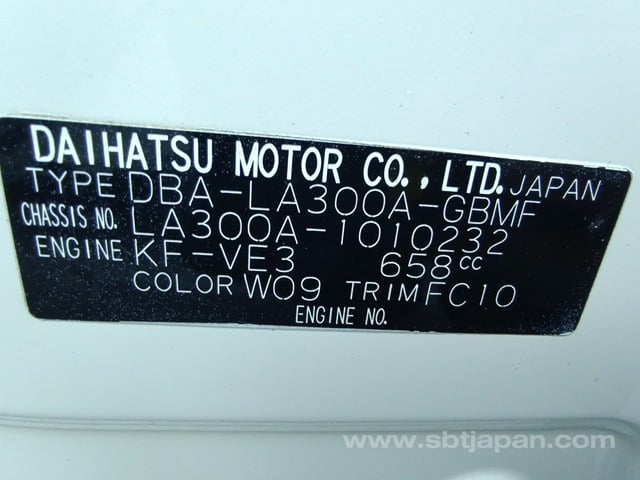 DAIHATSU MOTOR CO., LTD. JAPAN
TYPE DBA-LA300A-GBMF
CHASSIS NO. LA300A-1010232
ENGINE KF-VE3 658cc
COLOR W09 TRIM FC10
ENGINE NO.
www.sbtjapan.com